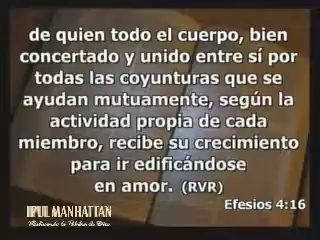 de quien todo el cuerpo, bien
concertado y unido entre sí por
todas las coyunturas que se
ayudan mutuamente, según la
actividad propia de cada
miembro, recibe su crecimiento
para ir edificándose
en amor. (RVR)
Efesios 4:16
IPUL MANHATTAN